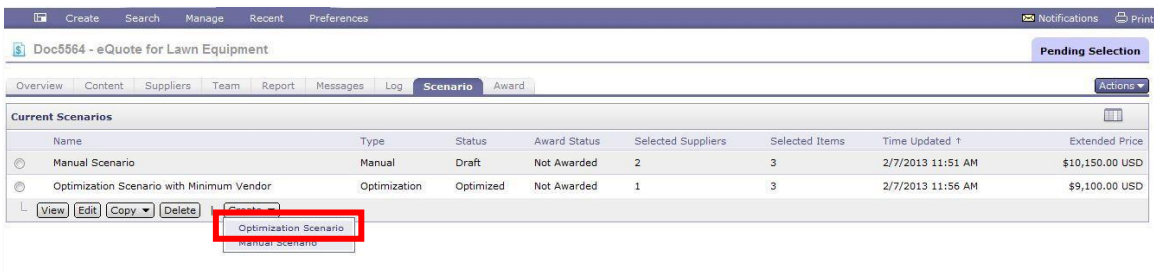 Create Search Manage Recent Preferences Notifications Print
Doc5564 - eQuote for Lawn Equipment Pending Selection
Overview Content Suppliers Team Report Messages Log Scenario Award Actions
Current Scenarios
Name Type Status Award Status Selected Suppliers Selected Items Time Updated ↑ Extended Price
Manual Scenario Manual Draft Not Awarded 2 3 2/7/2013 11:51 AM $10,150.00 USD
Optimization Scenario with Minimum Vendor Optimization Optimized Not Awarded 1 3 2/7/2013 11:56 AM $9,100.00 USD
View Edit Copy Delete | Create
Optimization Scenario
Manual Scenario